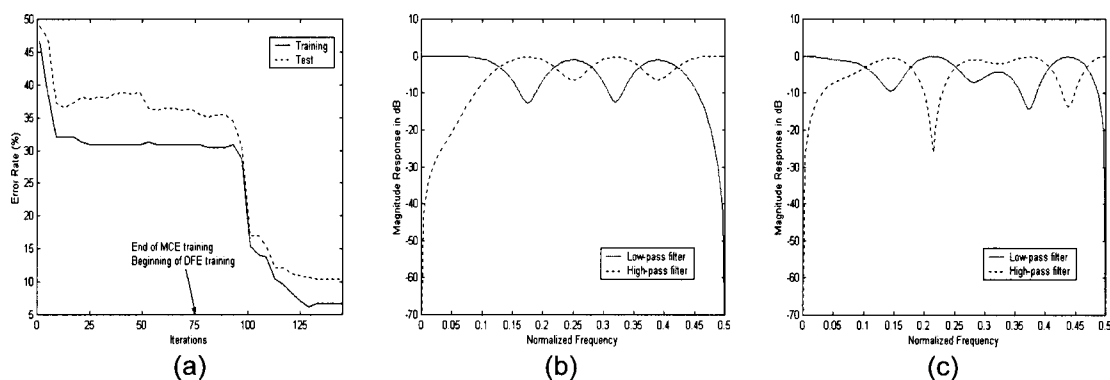 50
45
40
35
30
25
20
15
10
5
Error Rate (%)
Training
Test
End of MCE training
Beginning of DFE training
0 25 50 75 100 125
Iterations
(a)
10
0
-10
-20
-30
-40
-50
-60
-70
Magnitude Response in dB
Low-pass filter
High-pass filter
0 0.05 0.1 0.15 0.2 0.25 0.3 0.35 0.4 0.45 0.5
Normalized Frequency
(b)
10
0
-10
-20
-30
-40
-50
-60
-70
Magnitude Response in dB
Low-pass filter
High-pass filter
0 0.05 0.1 0.15 0.2 0.25 0.3 0.35 0.4 0.45 0.5
Normalized Frequency
(c)